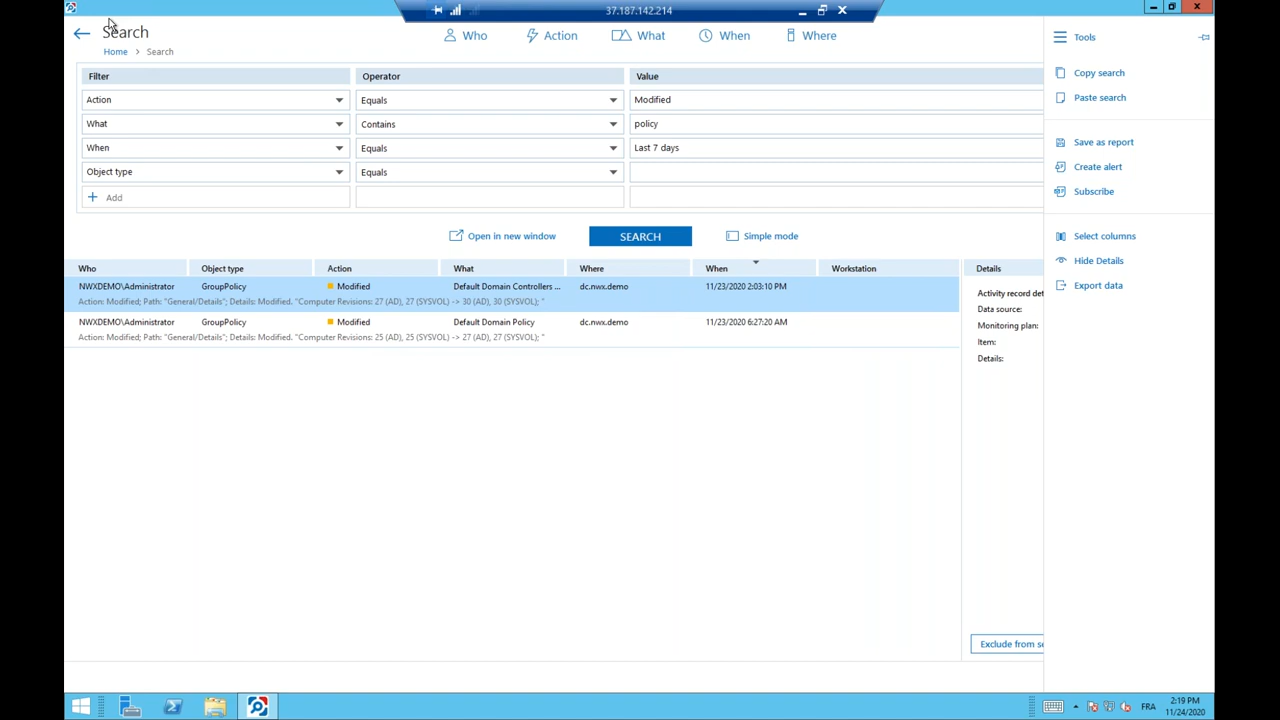 37.187.142.214
Search
Home > Search
Who
Action
What
When
Where
Filter Operator Value
Action Equals Modified
What Contains policy
When Equals Last 7 days
Object type Equals
+ Add
Open in new window
SEARCH
Simple mode
Who Object type Action What Where When Workstation
NWXDEMO\Administrator GroupPolicy Modified Default Domain Controllers ... dc.nwx.demo 11/23/2020 2:03:10 PM
Action: Modified; Path: "General/Details"; Details: Modified. "Computer Revisions: 27 (AD), 27 (SYSVOL) -> 30 (AD), 30 (SYSVOL); "
NWXDEMO\Administrator GroupPolicy Modified Default Domain Policy dc.nwx.demo 11/23/2020 6:27:20 AM
Action: Modified; Path: "General/Details"; Details: Modified. "Computer Revisions: 25 (AD), 25 (SYSVOL) -> 27 (AD), 27 (SYSVOL); "
Details
Activity record det
Data source:
Monitoring plan:
Item:
Details:
Exclude from se
Tools
Copy search
Paste search
Save as report
Create alert
Subscribe
Select columns
Hide Details
Export data
FRA
2:19 PM
11/24/2020